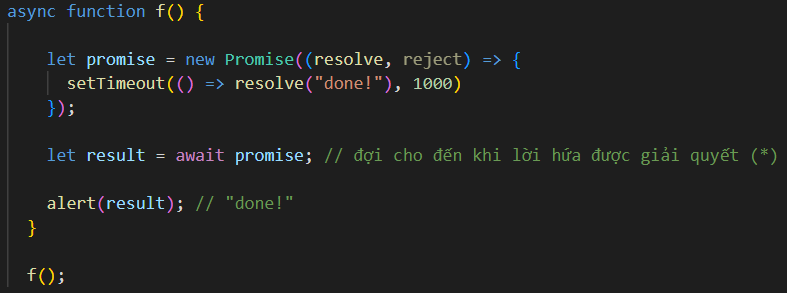 async function f() {
let promise = new Promise((resolve, reject) => {
setTimeout(() => resolve("done!"), 1000)
});
let result = await promise; // đợi cho đến khi lời hứa được giải quyết (*)
alert(result); // "done!"
}
f();